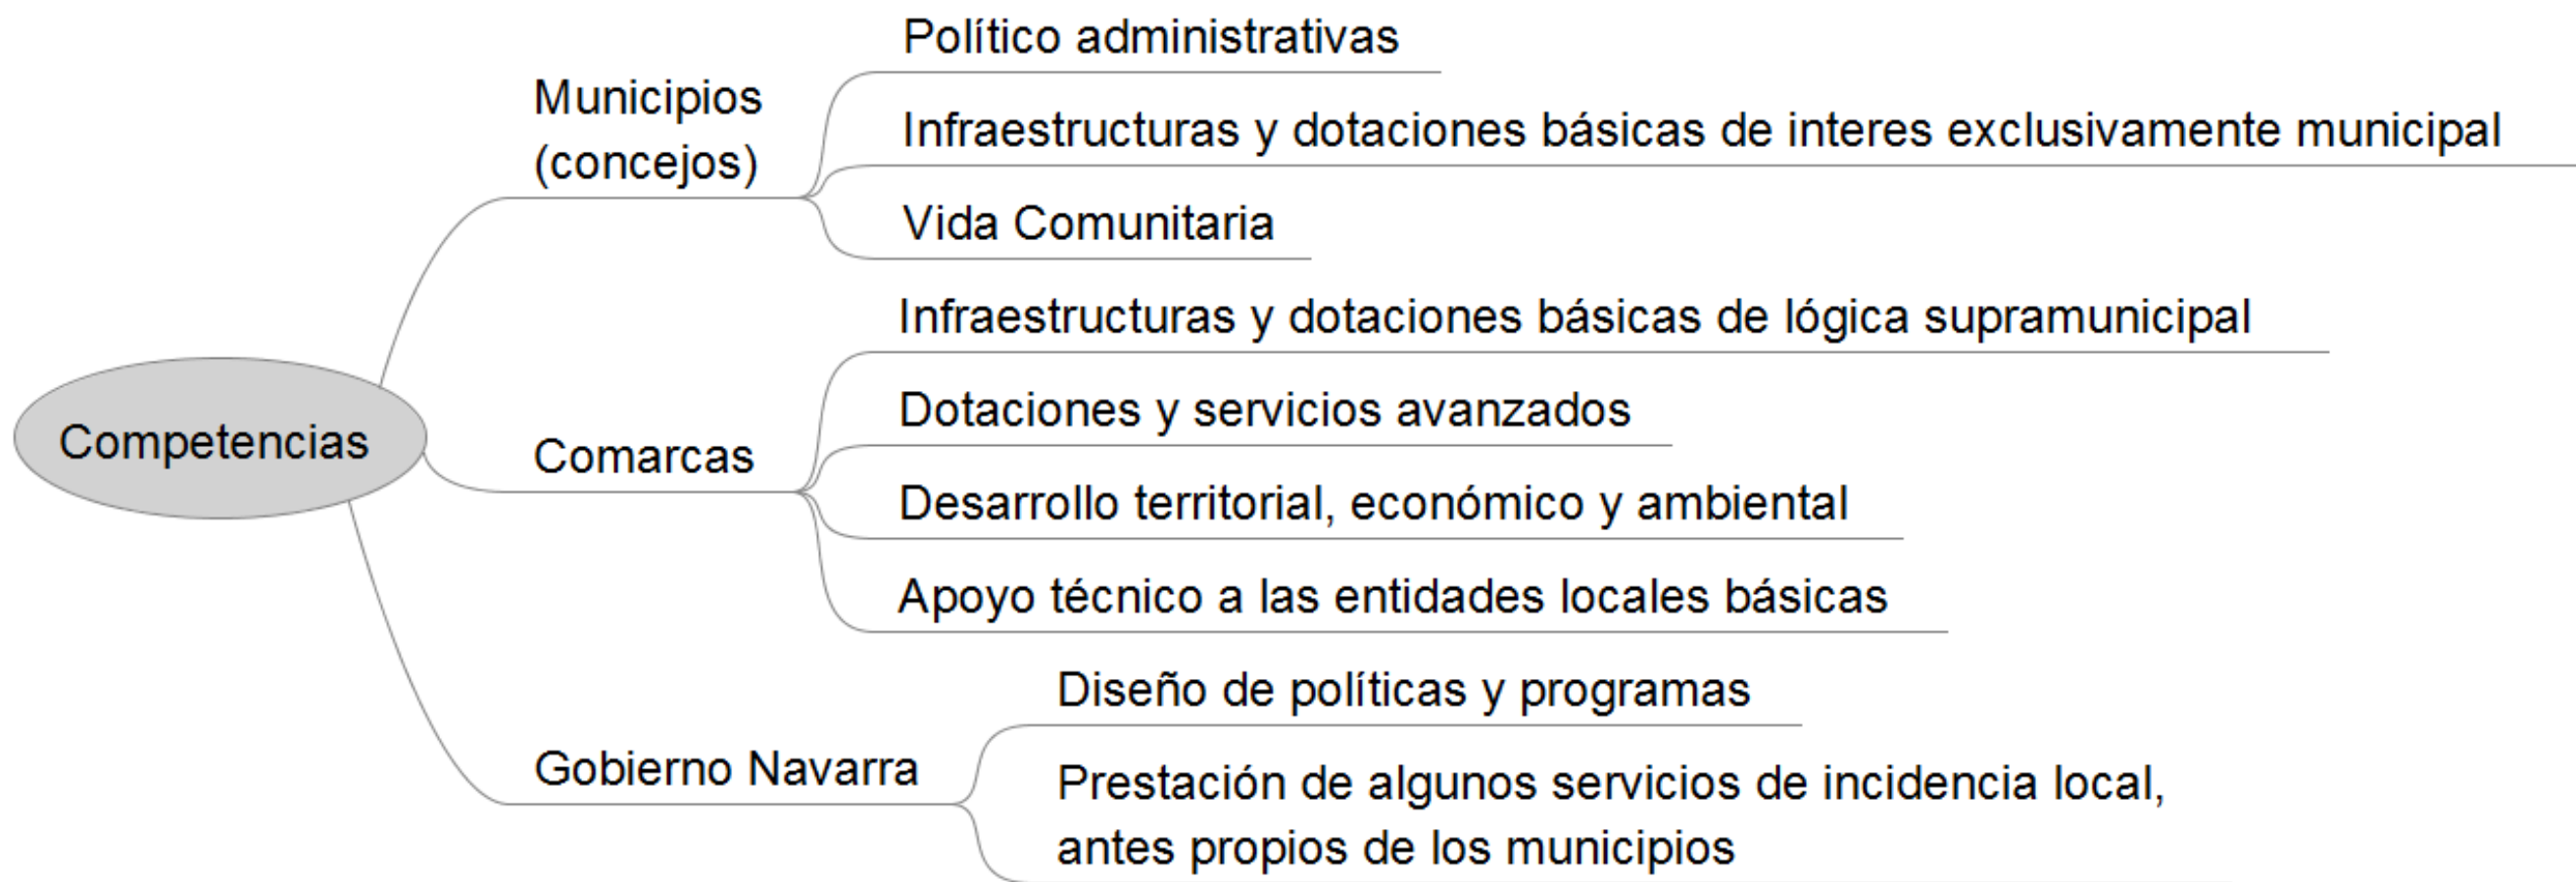 Competencias
Municipios
(concejos)
Político administrativas
Infraestructuras y dotaciones básicas de interes exclusivamente municipal
Vida Comunitaria
Comarcas
Infraestructuras y dotaciones básicas de lógica supramunicipal
Dotaciones y servicios avanzados
Desarrollo territorial, económico y ambiental
Apoyo técnico a las entidades locales básicas
Gobierno Navarra
Diseño de políticas y programas
Prestación de algunos servicios de incidencia local,
antes propios de los municipios